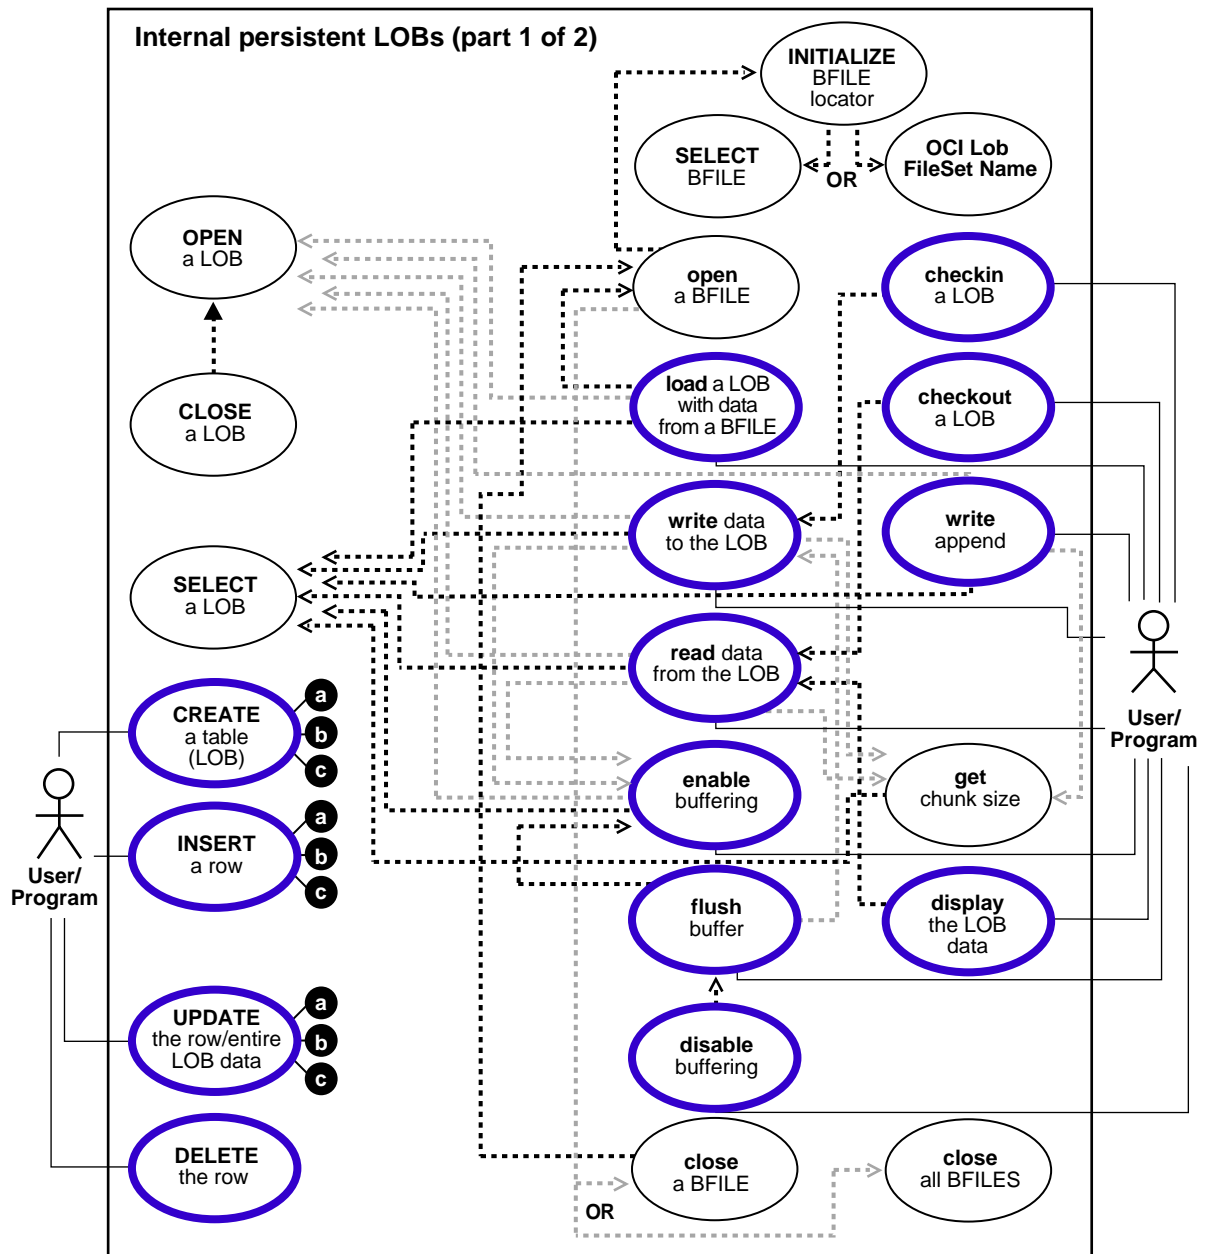 Internal persistent LOBs (part 1 of 2)
INITIALIZE
BFILE
locator
SELECT
BFILE
OR
OCI Lob
FileSet Name
OPEN
a LOB
open
a BFILE
checkin
a LOB
CLOSE
a LOB
load a LOB
with data
from a BFILE
checkout
a LOB
write data
to the LOB
write
append
SELECT
a LOB
read data
from the LOB
User/
Program
CREATE
a table
(LOB)
a
b
c
enable
buffering
get
chunk size
INSERT
a row
a
b
c
User/
Program
flush
buffer
display
the LOB
data
UPDATE
the row/entire
LOB data
a
b
c
disable
buffering
DELETE
the row
close
a BFILE
OR
close
all BFILES